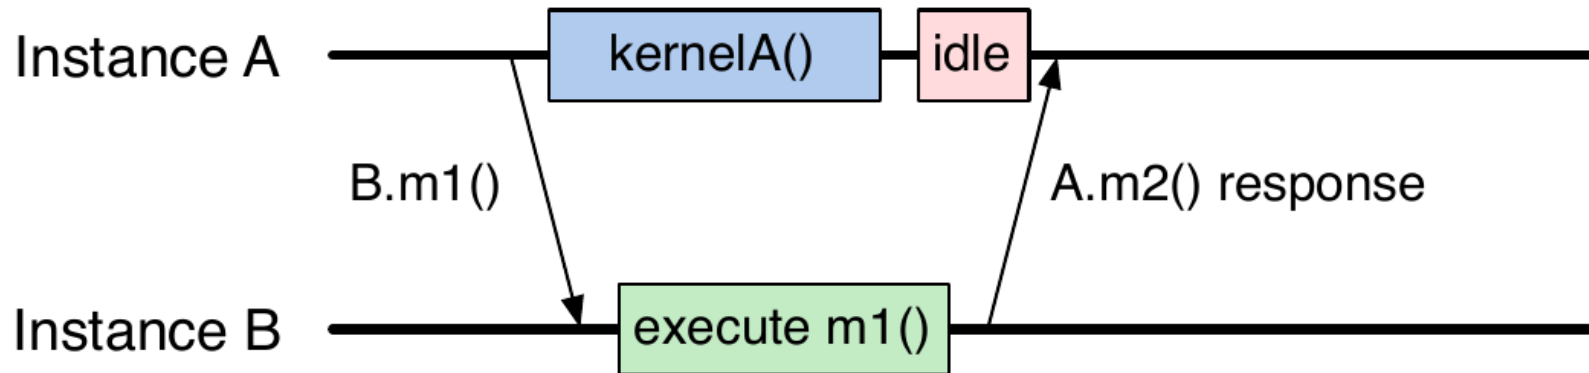 Instance A
kernelA()
idle
B.m1()
A.m2() response
Instance B
execute m1()